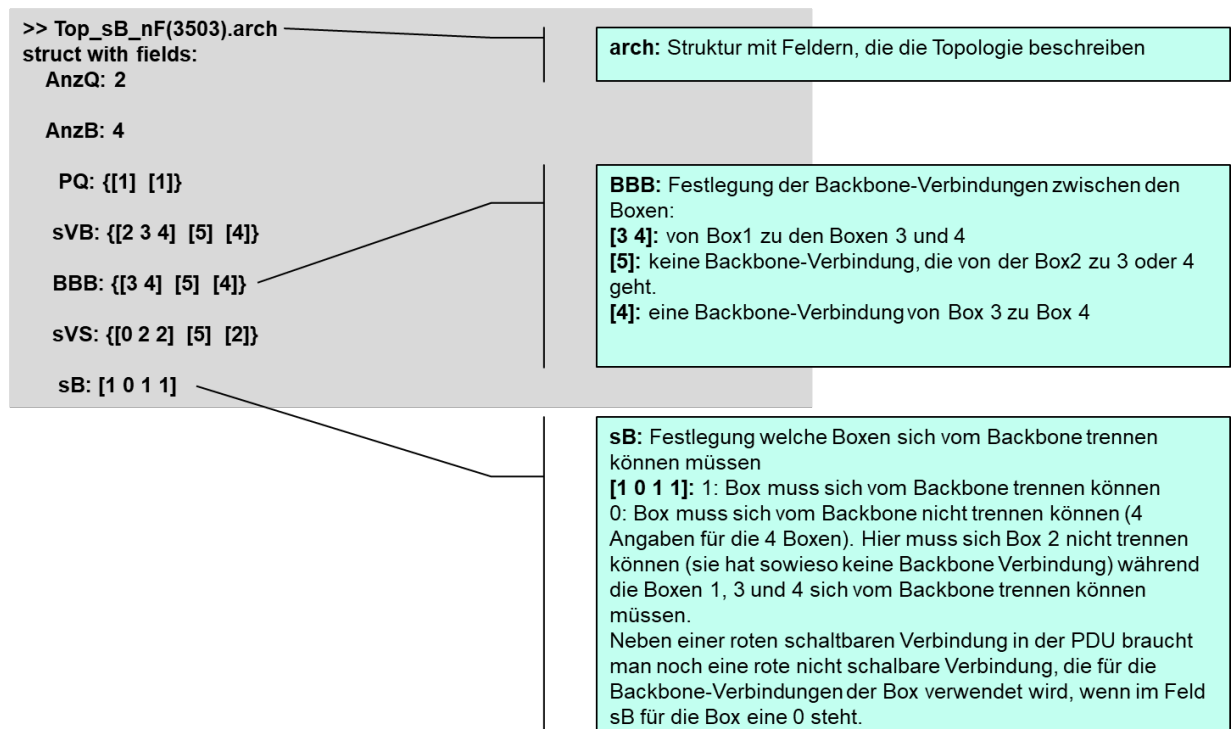 >> Top_sB_nF(3503).arch
struct with fields:
AnzQ: 2
AnzB: 4
PQ: {[1] [1]}
sVB: {[2 3 4] [5] [4]}
BBB: {[3 4] [5] [4]}
sVS: {[0 2 2] [5] [2]}
sB: [1 0 1 1]
arch: Struktur mit Feldern, die die Topologie beschreiben
BBB: Festlegung der Backbone-Verbindungen zwischen den
Boxen:
[3 4]: von Box1 zu den Boxen 3 und 4
[5]: keine Backbone-Verbindung, die von der Box2 zu 3 oder 4
geht.
[4]: eine Backbone-Verbindung von Box 3 zu Box 4
sB: Festlegung welche Boxen sich vom Backbone trennen
können müssen
[1 0 1 1]: 1: Box muss sich vom Backbone trennen können
0: Box muss sich vom Backbone nicht trennen können (4
Angaben für die 4 Boxen). Hier muss sich Box 2 nicht trennen
können (sie hat sowieso keine Backbone Verbindung) während
die Boxen 1, 3 und 4 sich vom Backbone trennen können
müssen.
Neben einer roten schaltbaren Verbindung in der PDU braucht
man noch eine rote nicht schalbare Verbindung, die für die
Backbone-Verbindungen der Box verwendet wird, wenn im Feld
sB für die Box eine 0 steht.